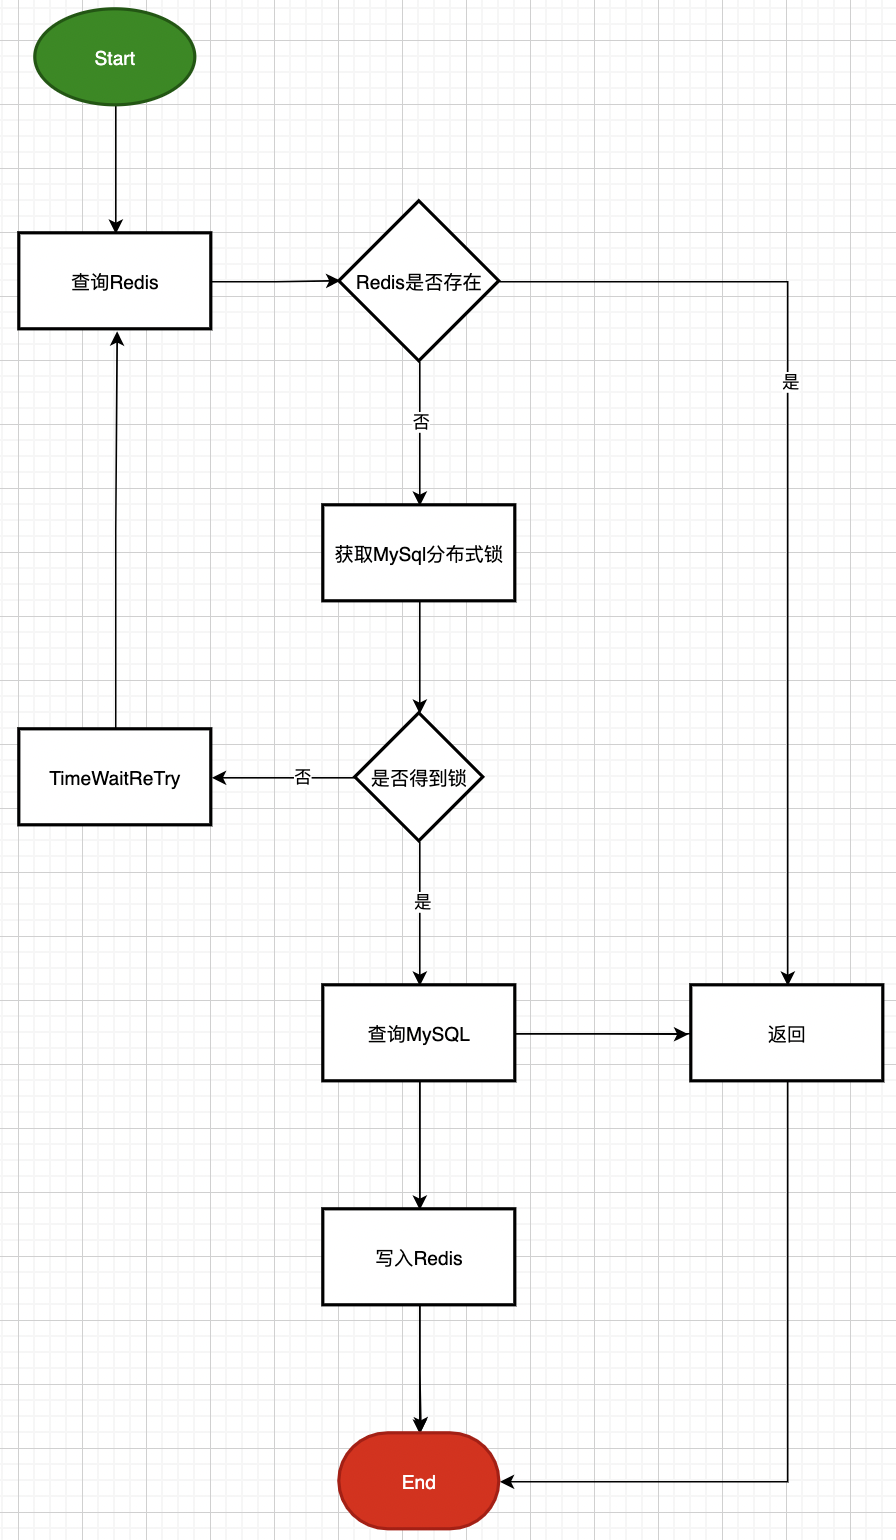 Start
查询Redis
Redis是否存在
是
否
获取MySql分布式锁
TimeWaitReTry
否
是否得到锁
是
查询MySQL
返回
写入Redis
End